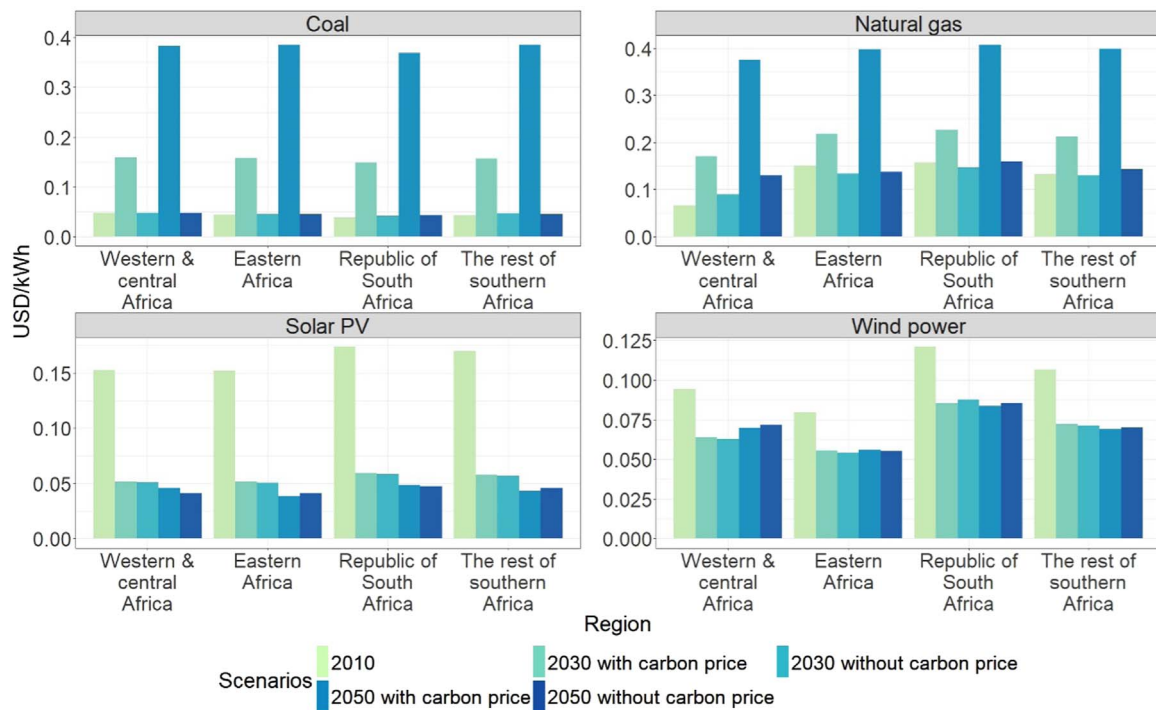 Coal
Natural gas
0.4
0.3
0.2
0.1
0.0
0.4
0.3
0.2
0.1
0.0
Western &
central
Africa
Eastern
Africa
Republic of
South
Africa
The rest of
southern
Africa
Western &
central
Africa
Eastern
Africa
Republic of
South
Africa
The rest of
southern
Africa
USD/kWh
Solar PV
Wind power
0.15
0.10
0.05
0.00
0.125
0.100
0.075
0.050
0.025
0.000
Western &
central
Africa
Eastern
Africa
Republic of
South
Africa
The rest of
southern
Africa
Western &
central
Africa
Eastern
Africa
Republic of
South
Africa
The rest of
southern
Africa
Region
Scenarios
2010
2030 with carbon price
2030 without carbon price
2050 with carbon price
2050 without carbon price